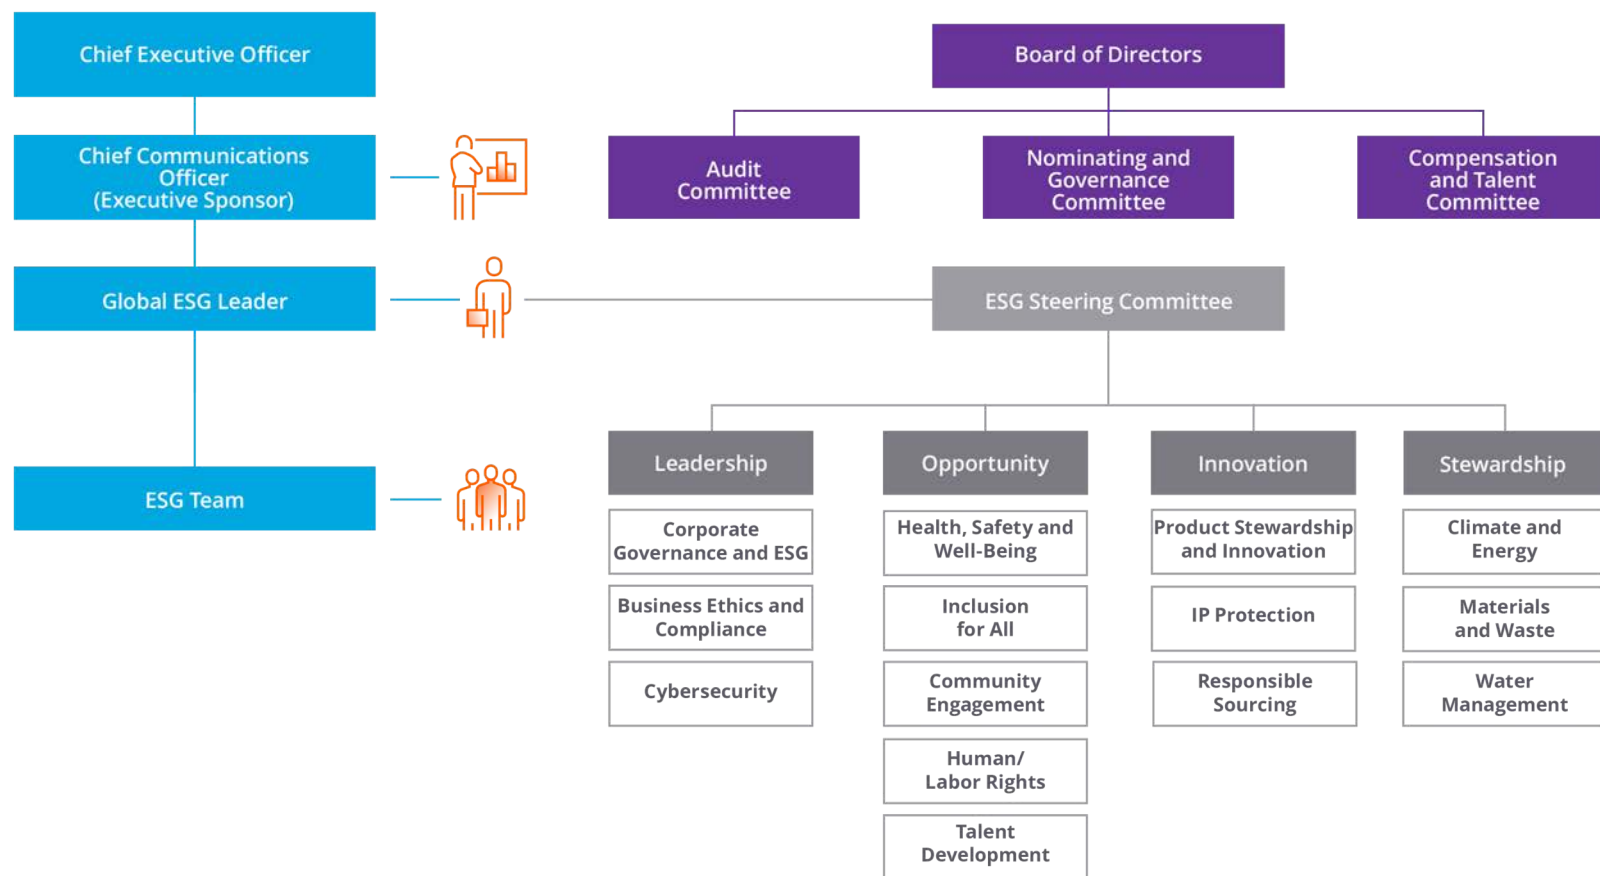 Chief Executive Officer
Chief Communications
Officer
(Executive Sponsor)
Global ESG Leader
ESG Team
Board of Directors
Audit
Committee
Nominating and
Governance
Committee
Compensation
and Talent
Committee
ESG Steering Committee
Leadership
Corporate
Governance and ESG
Business Ethics and
Compliance
Cybersecurity
Opportunity
Health, Safety and
Well-Being
Inclusion
for All
Community
Engagement
Human/
Labor Rights
Talent
Development
Innovation
Product Stewardship
and Innovation
IP Protection
Responsible
Sourcing
Stewardship
Climate and
Energy
Materials
and Waste
Water
Management